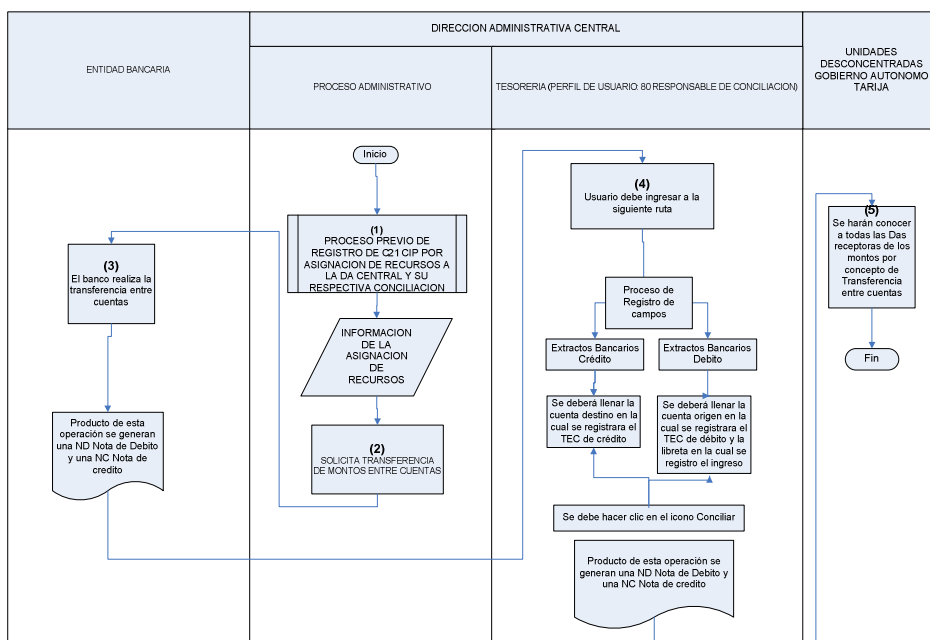 DIRECCION ADMINISTRATIVA CENTRAL
ENTIDAD BANCARIA
PROCESO ADMINISTRATIVO
TESORERIA (PERFIL DE USUARIO: 80 RESPONSABLE DE CONCILIACION)
UNIDADES
DESCONCENTRADAS
GOBIERNO AUTONOMO
TARIJA
Inicio
(1)
PROCESO PREVIO DE
REGISTRO DE C21 CIP POR
ASIGNACION DE RECURSOS A
LA DA CENTRAL Y SU
RESPECTIVA CONCILIACION
INFORMACION
DE LA
ASIGNACION
DE
RECURSOS
(2)
SOLICITA TRANSFERENCIA
DE MONTOS ENTRE CUENTAS
(3)
El banco realiza la
transferencia entre
cuentas
Producto de esta
operación se generan
una ND Nota de Debito
y una NC Nota de
credito
(4)
Usuario debe ingresar a la
siguiente ruta
Proceso de
Registro de
campos
Extractos Bancarios
Crédito
Extractos Bancarios
Debito
Se deberá llenar la
cuenta destino en la
cual se registrara el
TEC de crédito
Se deberá llenar la
cuenta origen en la
cual se registrara el
TEC de débito y la
libreta en la cual se
registro el ingreso
Se debe hacer clic en el icono Conciliar
Producto de esta operación se
generan una ND Nota de Debito y
una NC Nota de credito
(5)
Se harán conocer
a todas las Das
receptoras de los
montos por
concepto de
Transferencia
entre cuentas
Fin